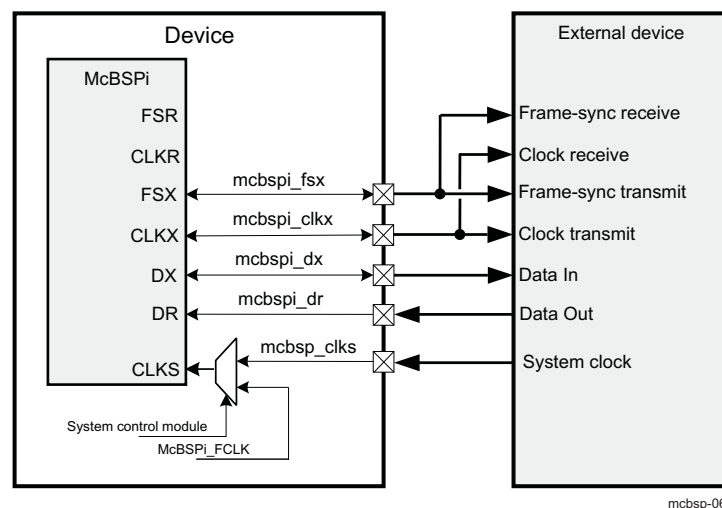 Device
External device
McBSPi
FSR
CLKR
FSX
CLKX
DX
DR
CLKS
mcbspi_fsx
mcbspi_clkx
mcbspi_dx
mcbspi_dr
mcbsp_clks
System control module
McBSPi_FCLK
Frame-sync receive
Clock receive
Frame-sync transmit
Clock transmit
Data In
Data Out
System clock